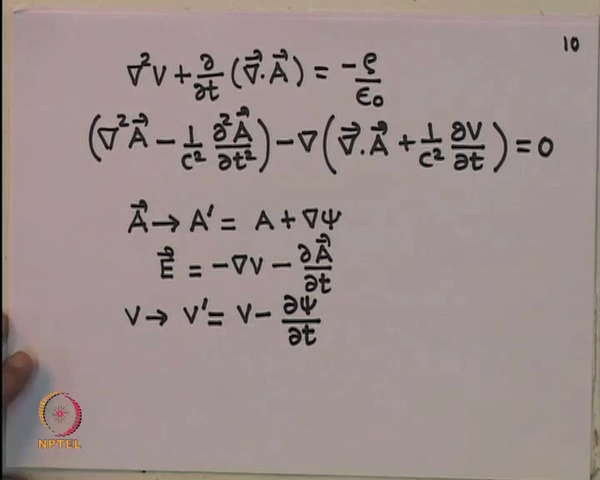 10
∇²V + ∂/∂t (∇⃗·A⃗) = -ρ/ε₀
(∇²A⃗ - 1/c² ∂²A⃗/∂t²) - ∇(∇⃗·A⃗ + 1/c² ∂V/∂t) = 0
A⃗ → A' = A + ∇ψ
E⃗ = -∇V - ∂A⃗/∂t
V → V' = V - ∂ψ/∂t
NPTEL